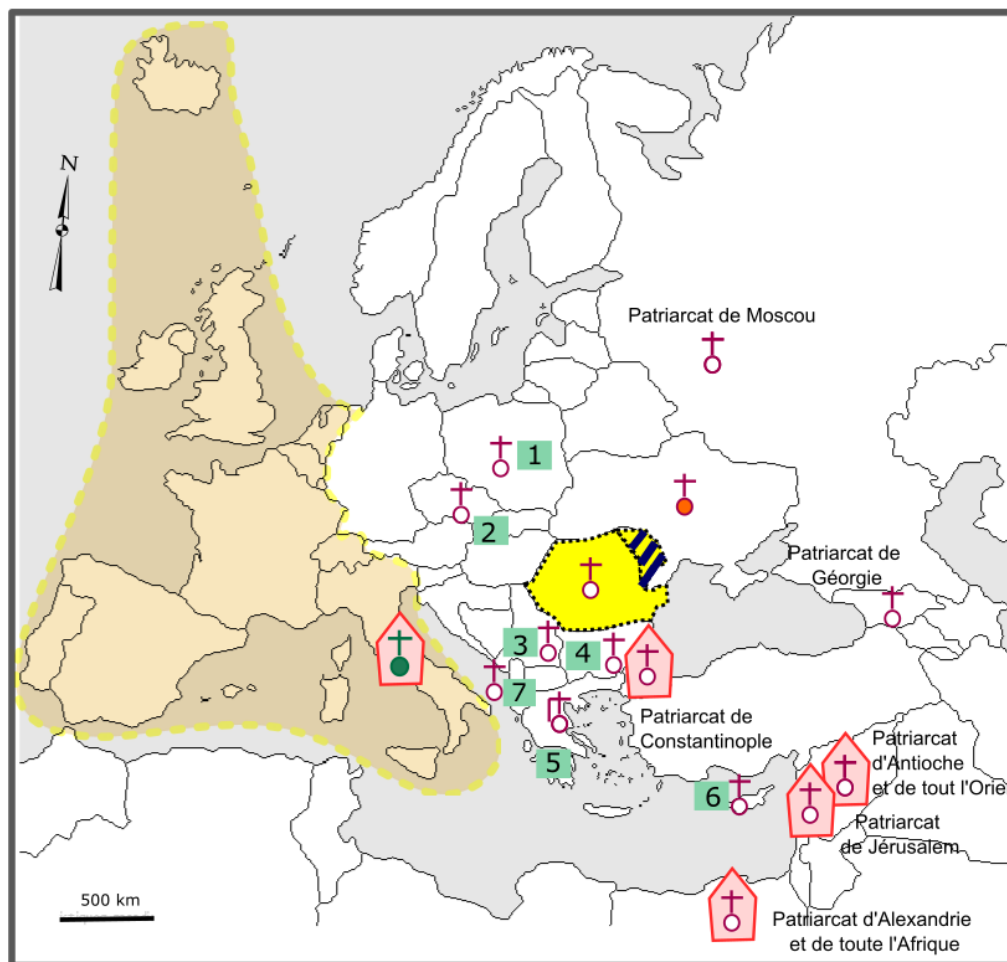 N
Patriarcat de Moscou
1
2
Patriarcat de
Géorgie
3
4
7
Patriarcat de
Constantinople
5
6
Patriarcat
d'Antioche
et de tout l'Orie
Patriarcat
de Jérusalem
500 km
Patriarcat d'Alexandrie
et de toute l'Afrique